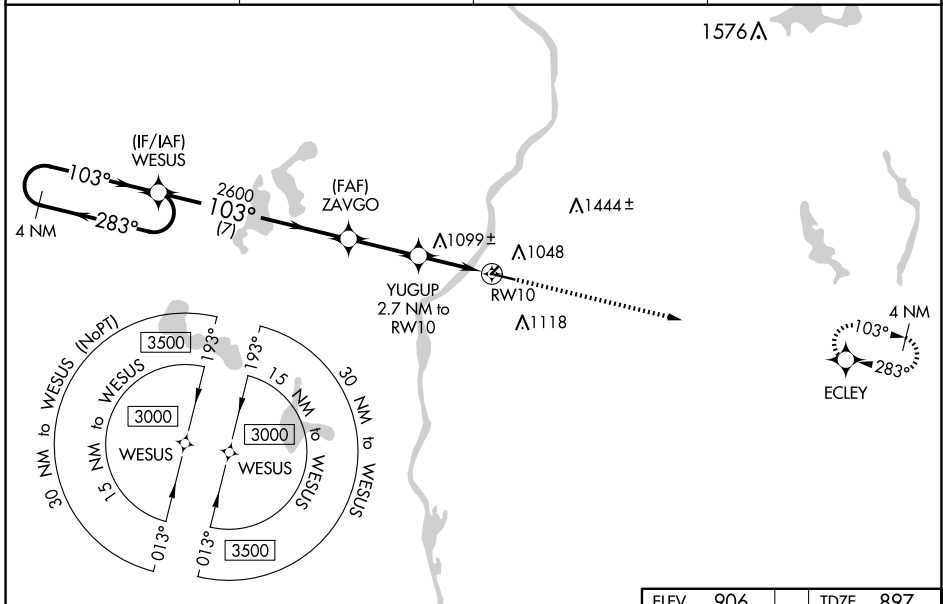 1576
(IF/IAF)
WESUS
103°
283°
4 NM
2600
103°
(7)
(FAF)
ZAVGO
1444±
1099±
1048
YUGUP
2.7 NM to
RW10
RW10
1118
4 NM
103°
283°
ECLEY
30 NM to WESUS (NoPT)
3500
193°
15 NM to WESUS
3000
WESUS
013°
193°
30 NM to WESUS
15 NM to WESUS
3000
WESUS
013°
3500
ELEV 906 TDZE 897